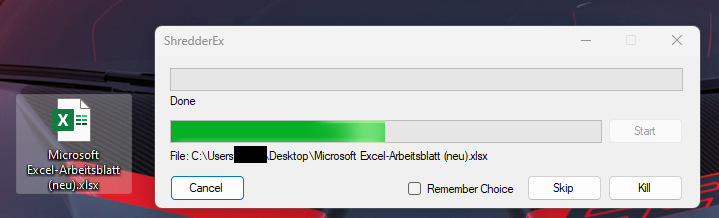 ShredderEx
Done
Start
File: C:\Users\Desktop\Microsoft Excel-Arbeitsblatt (neu).xlsx
Cancel
Remember Choice
Skip
Kill
Microsoft
Excel-Arbeitsblatt
(neu).xlsx